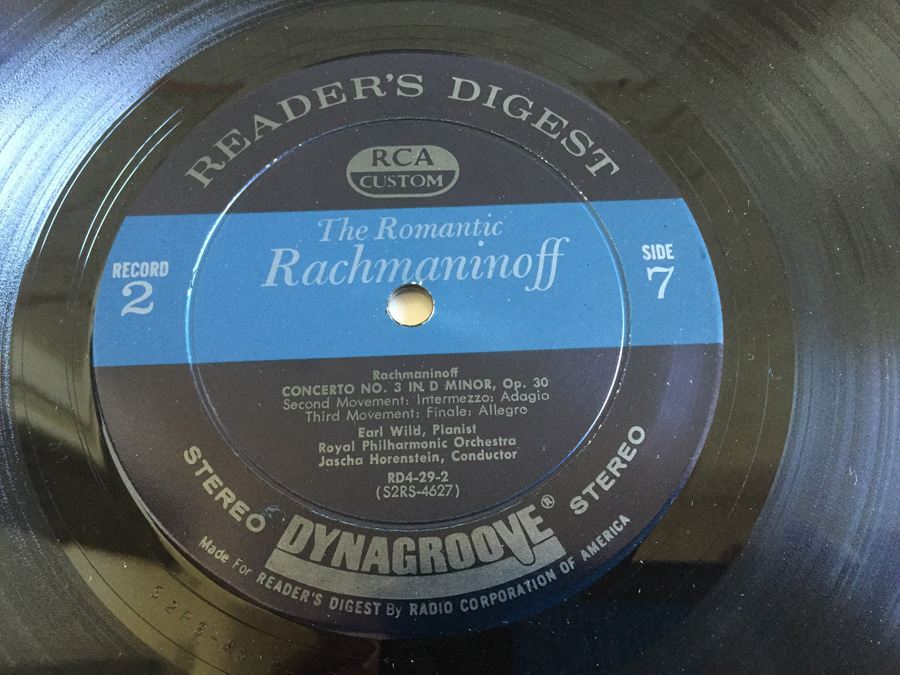 READER'S DIGEST
RCA
CUSTOM
The Romantic
Rachmaninoff
RECORD
2
SIDE
7
Rachmaninoff
CONCERTO NO. 3 IN D MINOR, Op. 30
Second Movement: Intermezzo: Adagio
Third Movement: Finale: Allegro
Earl Wild, Pianist
Royal Philharmonic Orchestra
Jascha Horenstein, Conductor
RD4-29-2
(S2RS-4627)
STEREO
STEREO
DYNAGROOVE®
Made For READER'S DIGEST By RADIO CORPORATION OF AMERICA